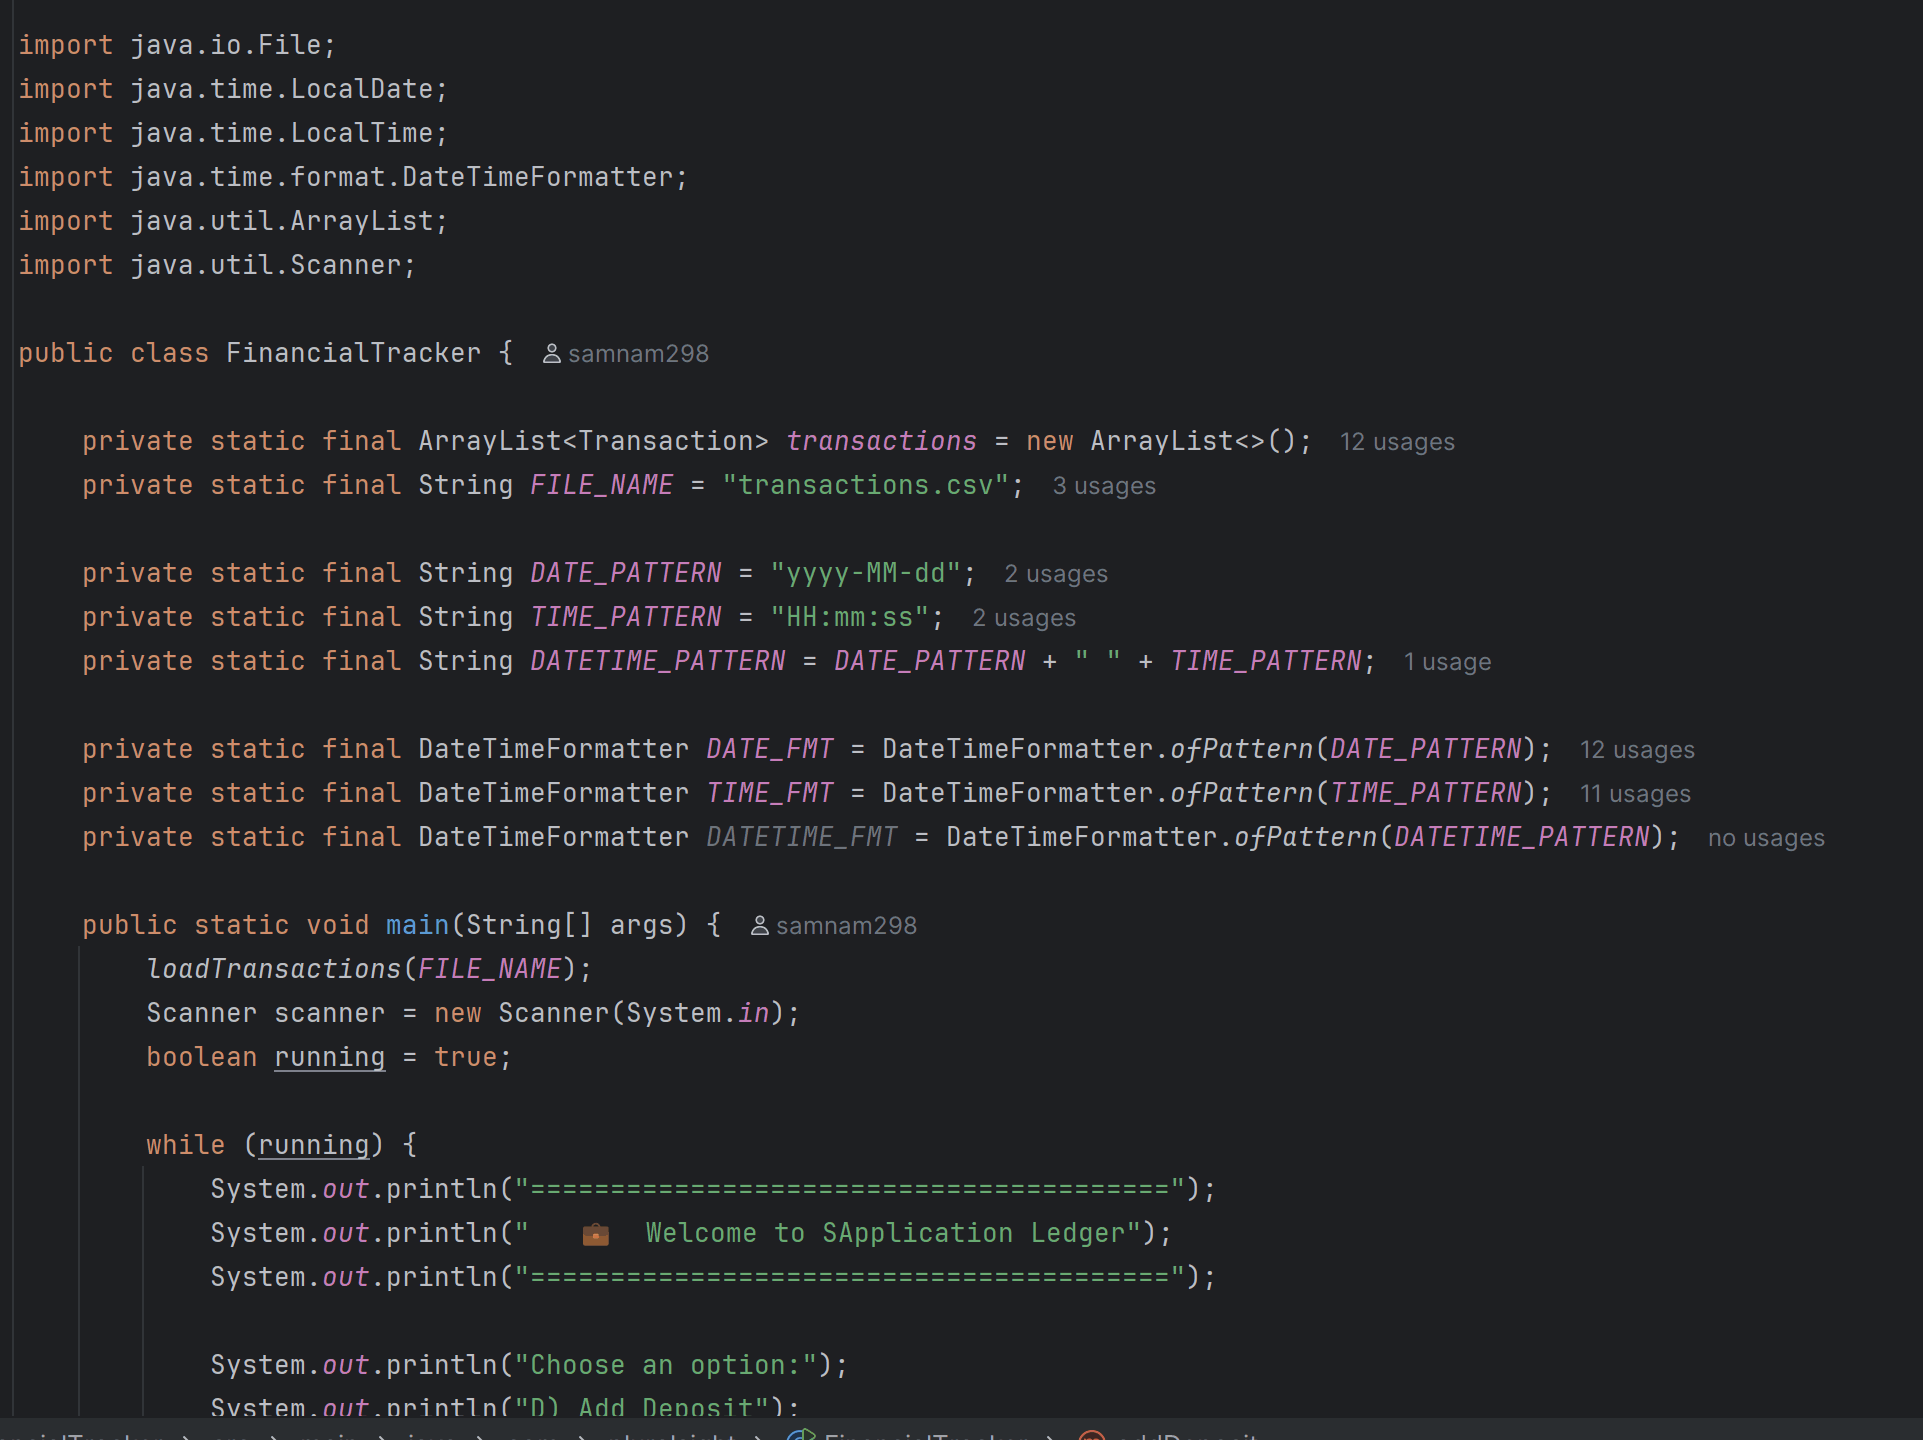 import java.io.File;
import java.time.LocalDate;
import java.time.LocalTime;
import java.time.format.DateTimeFormatter;
import java.util.ArrayList;
import java.util.Scanner;
public class FinancialTracker { samnam298
private static final ArrayList<Transaction> transactions = new ArrayList<>(); 12 usages
private static final String FILE_NAME = "transactions.csv"; 3 usages
private static final String DATE_PATTERN = "yyyy-MM-dd"; 2 usages
private static final String TIME_PATTERN = "HH:mm:ss"; 2 usages
private static final String DATETIME_PATTERN = DATE_PATTERN + " " + TIME_PATTERN; 1 usage
private static final DateTimeFormatter DATE_FMT = DateTimeFormatter.ofPattern(DATE_PATTERN); 12 usages
private static final DateTimeFormatter TIME_FMT = DateTimeFormatter.ofPattern(TIME_PATTERN); 11 usages
private static final DateTimeFormatter DATETIME_FMT = DateTimeFormatter.ofPattern(DATETIME_PATTERN); no usages
public static void main(String[] args) { samnam298
loadTransactions(FILE_NAME);
Scanner scanner = new Scanner(System.in);
boolean running = true;
while (running) {
System.out.println("========================================");
System.out.println("   💼  Welcome to SApplication Ledger");
System.out.println("========================================");
System.out.println("Choose an option:");
System.out.println("D) Add Deposit");